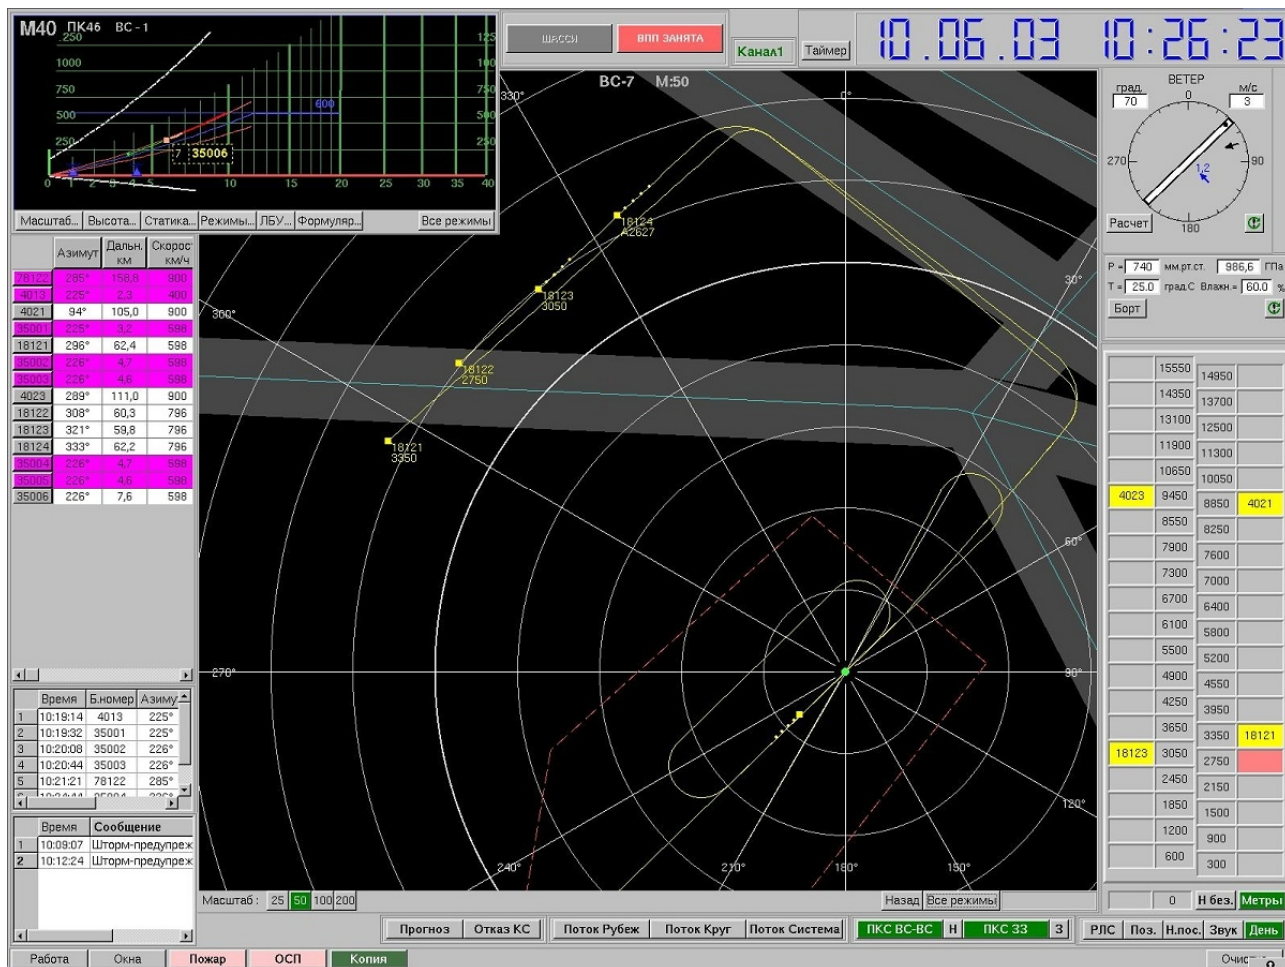 М40 ПК46 ВС-1
.250
1000
750
500
250
125
100
750
500
250
600
7 35006
0 1 2 3 4 5 10 15 20 25 30 35 40
Масштаб... Высота... Статика... Режимы... ЛБУ... Формуляр... Все режимы
ШАССИ ВПП ЗАНЯТА
Канал1 Таймер
10.06.03 10:26:23
ВС-7 М:50
330° 0° 30° 60° 90° 120° 150° 180° 210° 240° 270° 300°
18124
A2627
18123
3050
18122
2750
18121
3350
Азимут Дальн. км Скорос км/ч
78122 285° 158,8 900
4013 225° 2,3 400
4021 94° 105,0 900
35001 225° 3,2 598
18121 296° 62,4 598
35002 226° 4,7 598
35003 226° 4,6 598
4023 289° 111,0 900
18122 308° 60,3 796
18123 321° 59,8 796
18124 333° 62,2 796
35004 226° 4,7 598
35005 226° 4,6 598
35006 226° 7,6 598
Время Б.номер Азиму
1 10:19:14 4013 225°
2 10:19:32 35001 225°
3 10:20:08 35002 226°
4 10:20:44 35003 226°
5 10:21:21 78122 285°
Время Сообщение
1 10:09:07 Шторм-предупреж
2 10:12:24 Шторм-предупреж
ВЕТЕР
град. 0 м/с
70 3
270 90
1,2
180
Расчет
P = 740 мм.рт.ст. 986,6 ГПа
T = 25.0 град.С Влажн.= 60.0 %
Борт
15550 14950
14350 13700
13100 12500
11900 11300
10650 10050
4023 9450 8850 4021
8550 8250
7900 7600
7300 7000
6700 6400
6100 5800
5500 5200
4900 4550
4250 3950
3650 3350 18121
18123 3050 2750
2450 2150
1850 1500
1200 900
600 300
0 Н без. Метры
Масштаб : 25 50 100 200
Назад Все режимы
Прогноз Отказ КС Поток Рубеж Поток Круг Поток Система ПКС ВС-ВС Н ПКС ЗЗ З РЛС Поз. Н.пос. Звук День
Работа Окна Пожар ОСП Копия